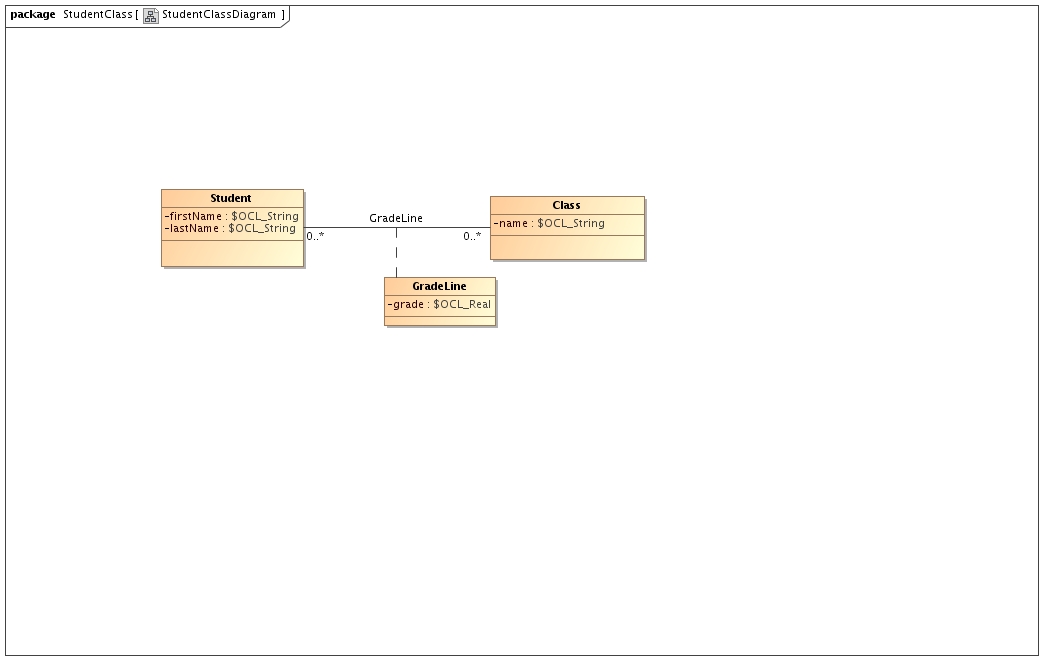 package StudentClass [ StudentClassDiagram ]
Student
-firstName : $OCL_String
-lastName : $OCL_String
GradeLine
0..*
0..*
Class
-name : $OCL_String
GradeLine
-grade : $OCL_Real